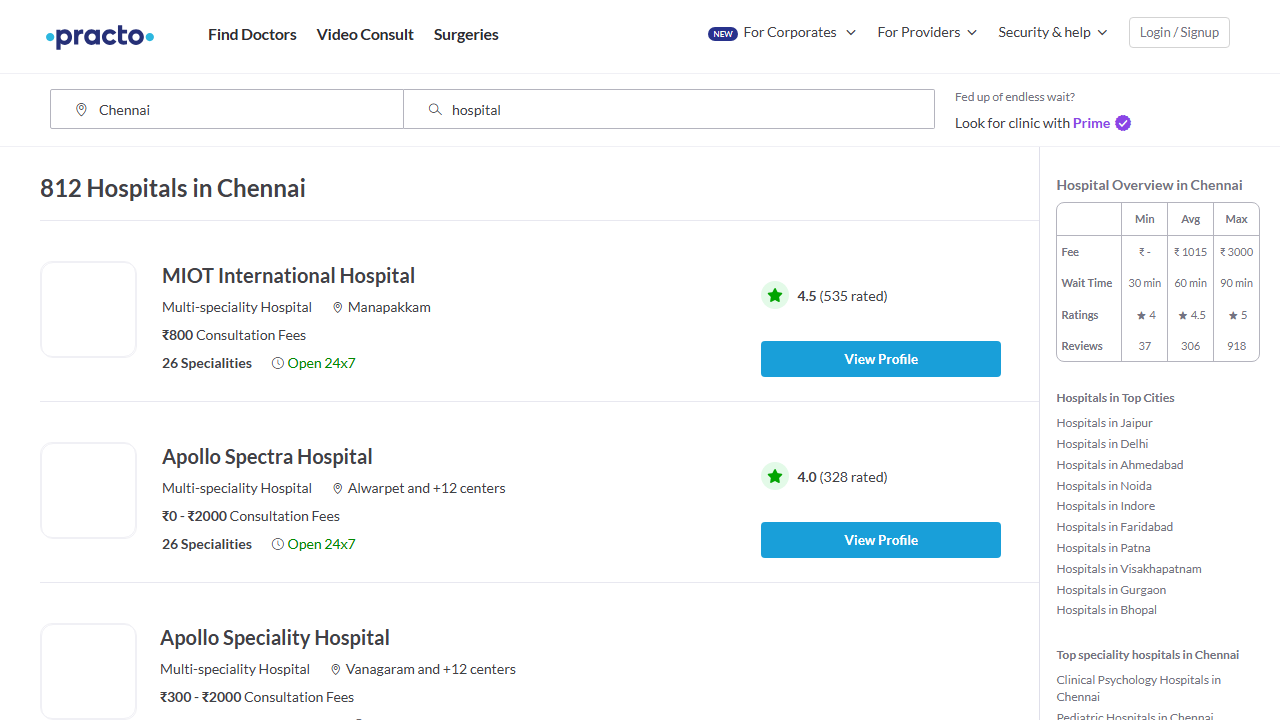 practo
Find Doctors Video Consult Surgeries
NEW For Corporates For Providers Security & help Login / Signup
Chennai hospital
Fed up of endless wait?
Look for clinic with Prime
812 Hospitals in Chennai
MIOT International Hospital
Multi-speciality Hospital Manapakkam
₹800 Consultation Fees
26 Specialities Open 24x7
4.5 (535 rated)
View Profile
Apollo Spectra Hospital
Multi-speciality Hospital Alwarpet and +12 centers
₹0 - ₹2000 Consultation Fees
26 Specialities Open 24x7
4.0 (328 rated)
View Profile
Apollo Speciality Hospital
Multi-speciality Hospital Vanagaram and +12 centers
₹300 - ₹2000 Consultation Fees
Hospital Overview in Chennai
Min Avg Max
Fee ₹ - ₹ 1015 ₹ 3000
Wait Time 30 min 60 min 90 min
Ratings ★ 4 ★ 4.5 ★ 5
Reviews 37 306 918
Hospitals in Top Cities
Hospitals in Jaipur
Hospitals in Delhi
Hospitals in Ahmedabad
Hospitals in Noida
Hospitals in Indore
Hospitals in Faridabad
Hospitals in Patna
Hospitals in Visakhapatnam
Hospitals in Gurgaon
Hospitals in Bhopal
Top speciality hospitals in Chennai
Clinical Psychology Hospitals in
Chennai
Pediatric Hospitals in Chennai